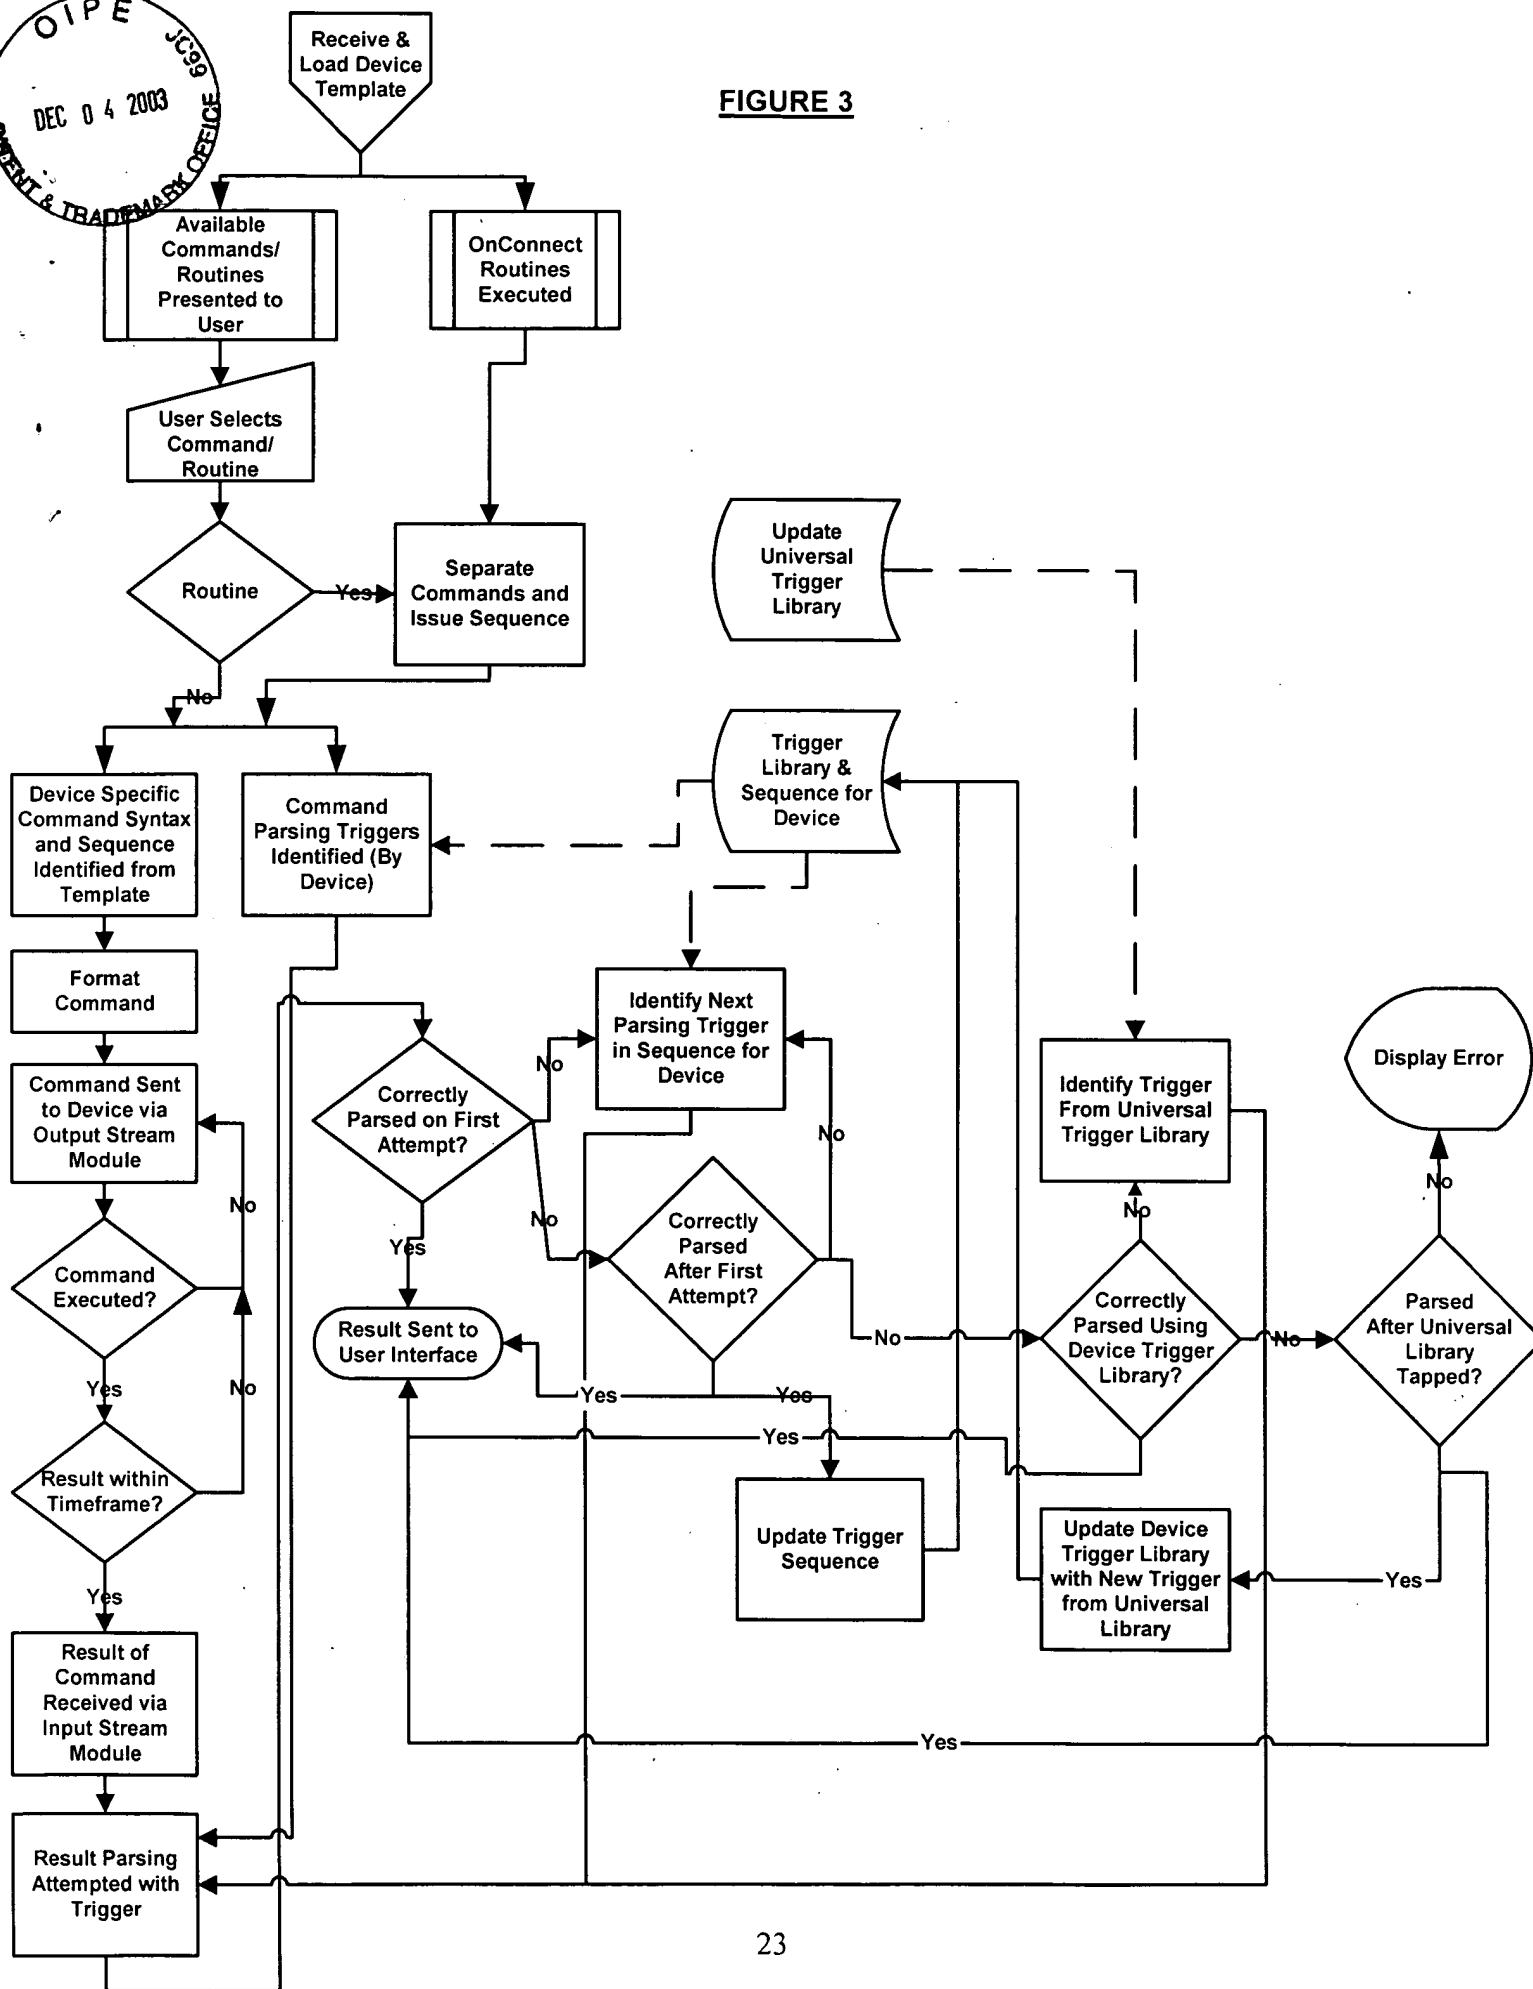 OIPE
JC99
DEC 04 2003
& TRADEMARK OFFICE
FIGURE 3
Receive &
Load Device
Template
Available
Commands/
Routines
Presented to
User
OnConnect
Routines
Executed
User Selects
Command/
Routine
Routine
Yes
Separate
Commands and
Issue Sequence
No
Update
Universal
Trigger
Library
Trigger
Library &
Sequence for
Device
Device Specific
Command Syntax
and Sequence
Identified from
Template
Command
Parsing Triggers
Identified (By
Device)
Format
Command
Command Sent
to Device via
Output Stream
Module
No
Command
Executed?
Yes
No
Result within
Timeframe?
Yes
Result of
Command
Received via
Input Stream
Module
Result Parsing
Attempted with
Trigger
Correctly
Parsed on First
Attempt?
No
No
Yes
Identify Next
Parsing Trigger
in Sequence for
Device
No
Correctly
Parsed
After First
Attempt?
Result Sent to
User Interface
Yes
Yes
No
Yes
Update Trigger
Sequence
Identify Trigger
From Universal
Trigger Library
No
Correctly
Parsed Using
Device Trigger
Library?
No
Display Error
No
Parsed
After Universal
Library
Tapped?
Update Device
Trigger Library
with New Trigger
from Universal
Library
Yes
Yes
23